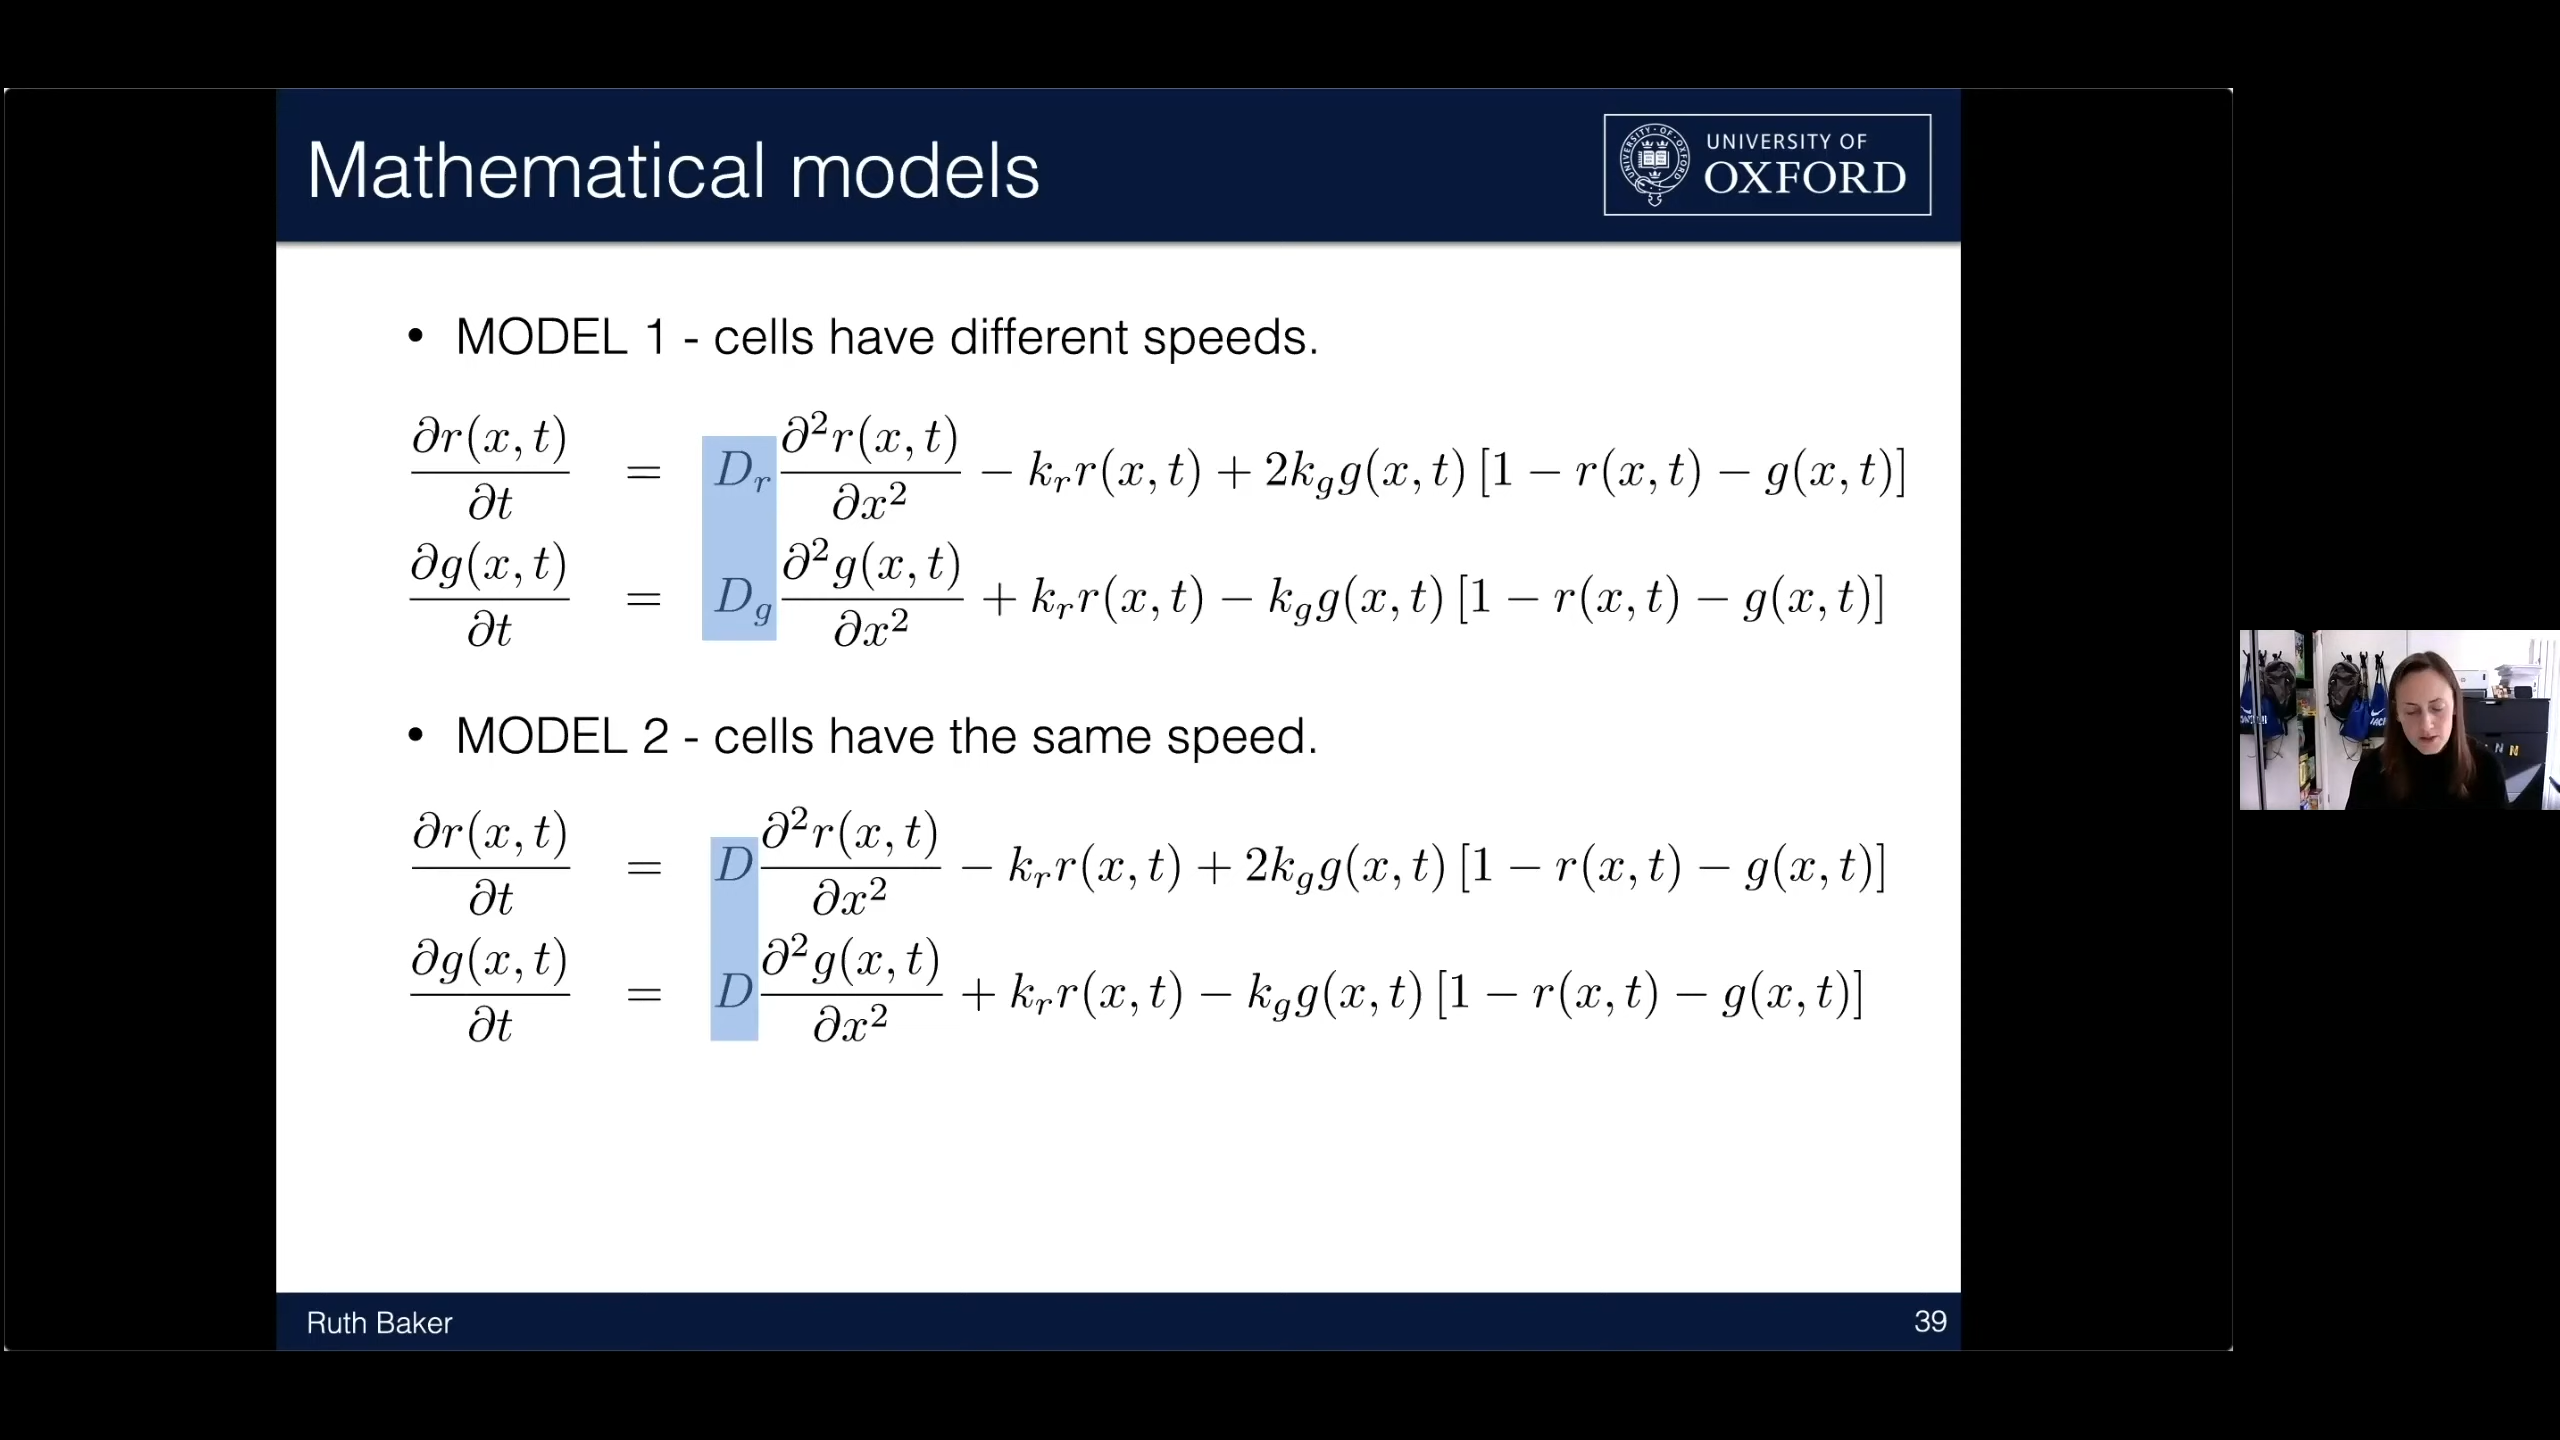 Mathematical models
UNIVERSITY OF
OXFORD
• MODEL 1 - cells have different speeds.
∂r(x, t)/∂t = D_r ∂²r(x, t)/∂x² − k_r r(x, t) + 2k_g g(x, t) [1 − r(x, t) − g(x, t)]
∂g(x, t)/∂t = D_g ∂²g(x, t)/∂x² + k_r r(x, t) − k_g g(x, t) [1 − r(x, t) − g(x, t)]
• MODEL 2 - cells have the same speed.
∂r(x, t)/∂t = D ∂²r(x, t)/∂x² − k_r r(x, t) + 2k_g g(x, t) [1 − r(x, t) − g(x, t)]
∂g(x, t)/∂t = D ∂²g(x, t)/∂x² + k_r r(x, t) − k_g g(x, t) [1 − r(x, t) − g(x, t)]
Ruth Baker
39